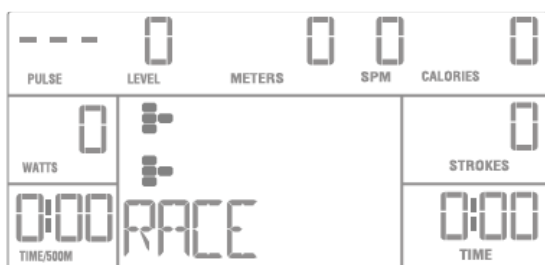 --- 0 0 0 0
PULSE LEVEL METERS SPM CALORIES
0 0
WATTS STROKES
0:00 RACE 0:00
TIME/500M TIME